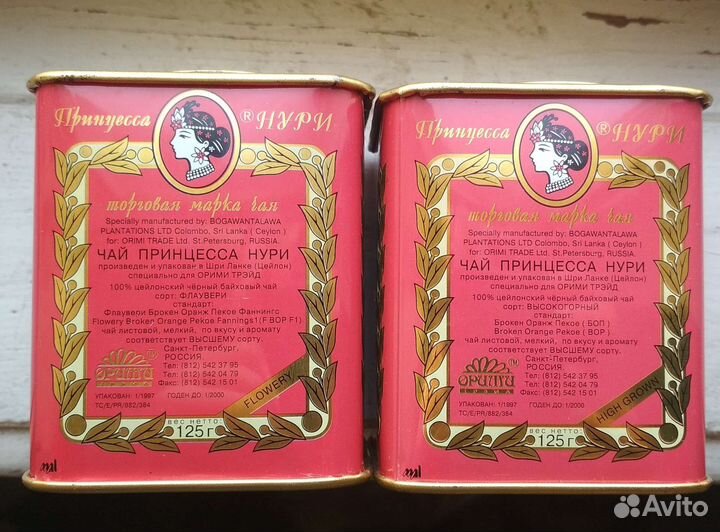 Принцесса ® НУРИ
торговая марка чая
Specially manufactured by: BOGAWANTALAWA
PLANTATIONS LTD Colombo, Sri Lanka ( Ceylon )
for: ORIMI TRADE Ltd. St.Petersburg, RUSSIA.
ЧАЙ ПРИНЦЕССА НУРИ
произведен и упакован в Шри Ланке (Цейлон)
специально для ОРИМИ ТРЭЙД
100% цейлонский чёрный байховый чай
сорт: ФЛАУВЕРИ
стандарт:
Флаувери Брокен Оранж Пекое Фаннингс
Flowery Broken Orange Pekoe Fannings1(F BOP F1)
чай листовой, мелкий, по вкусу и аромату
соответствует ВЫСШЕМУ сорту.
Санкт-Петербург,
РОССИЯ.
Тел: (812) 542 37 95
Тел: (812) 542 04 79
Факс: (812) 542 15 01
ОРИМИ
ТРЭЙД
TM
УПАКОВАН: 1/1997 ГОДЕН ДО: 1/2000
TC/E/PR/882/384
FLOWERY
вес нетто:
125 г
Принцесса ® НУРИ
торговая марка чая
Specially manufactured by: BOGAWANTALAWA
PLANTATIONS LTD Colombo, Sri Lanka ( Ceylon )
for: ORIMI TRADE Ltd. St.Petersburg, RUSSIA.
ЧАЙ ПРИНЦЕССА НУРИ
произведен и упакован в Шри Ланке (Цейлон)
специально для ОРИМИ ТРЭЙД
100% цейлонский чёрный байховый чай
сорт: ВЫСОКОГОРНЫЙ
стандарт:
Брокен Оранж Пекое ( БОП )
Broken Orange Pekoe ( BOP )
чай листовой, мелкий, по вкусу и аромату
соответствует ВЫСШЕМУ сорту.
Санкт-Петербург,
РОССИЯ.
Тел: (812) 542 37 95
Тел: (812) 542 04 79
Факс: (812) 542 15 01
ОРИМИ
ТРЭЙД
TM
УПАКОВАН: 1/1997 ГОДЕН ДО: 1/2000
TC/E/PR/882/384
HIGH GROWN
вес нетто:
125 г
Avito